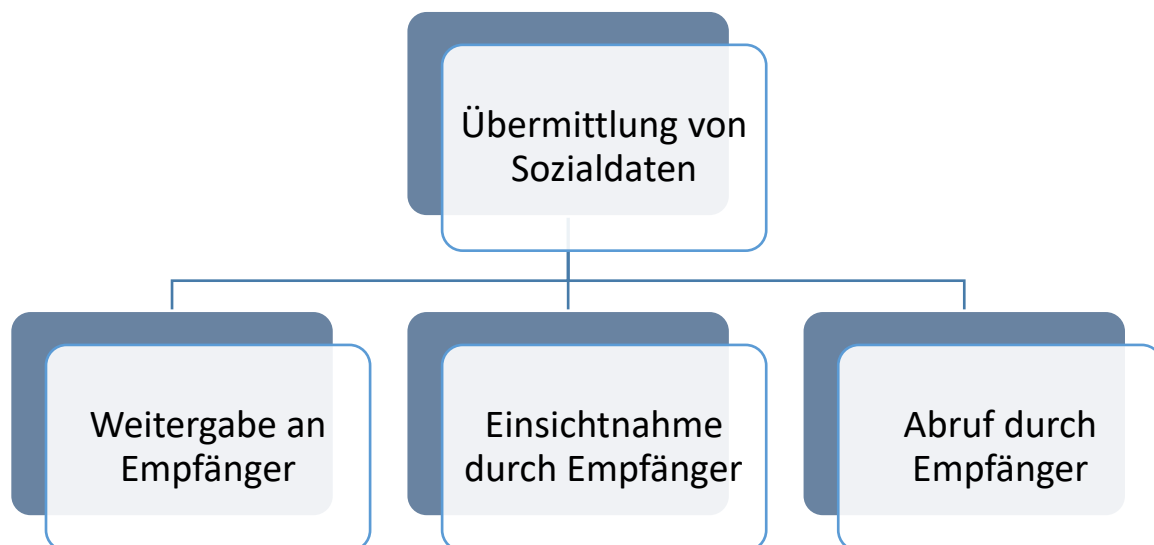 Übermittlung von
Sozialdaten
Weitergabe an
Empfänger
Einsichtnahme
durch Empfänger
Abruf durch
Empfänger